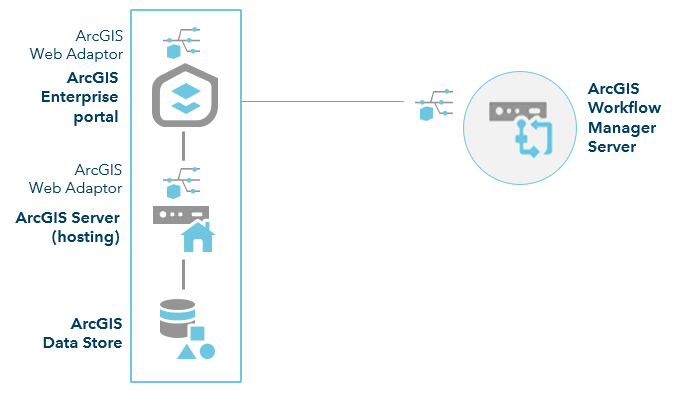 ArcGIS
Web Adaptor
ArcGIS
Enterprise
portal
ArcGIS
Web Adaptor
ArcGIS Server
(hosting)
ArcGIS
Data Store
ArcGIS
Workflow
Manager
Server